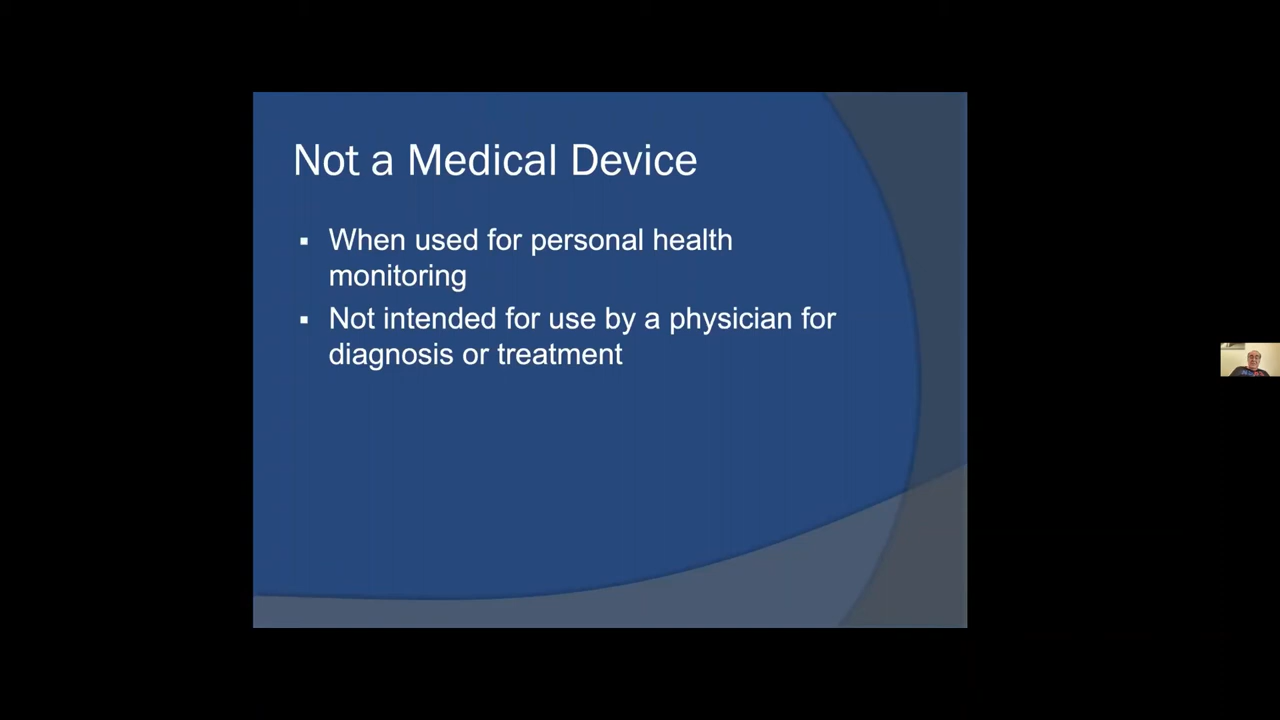 Not a Medical Device
When used for personal health
monitoring
Not intended for use by a physician for
diagnosis or treatment